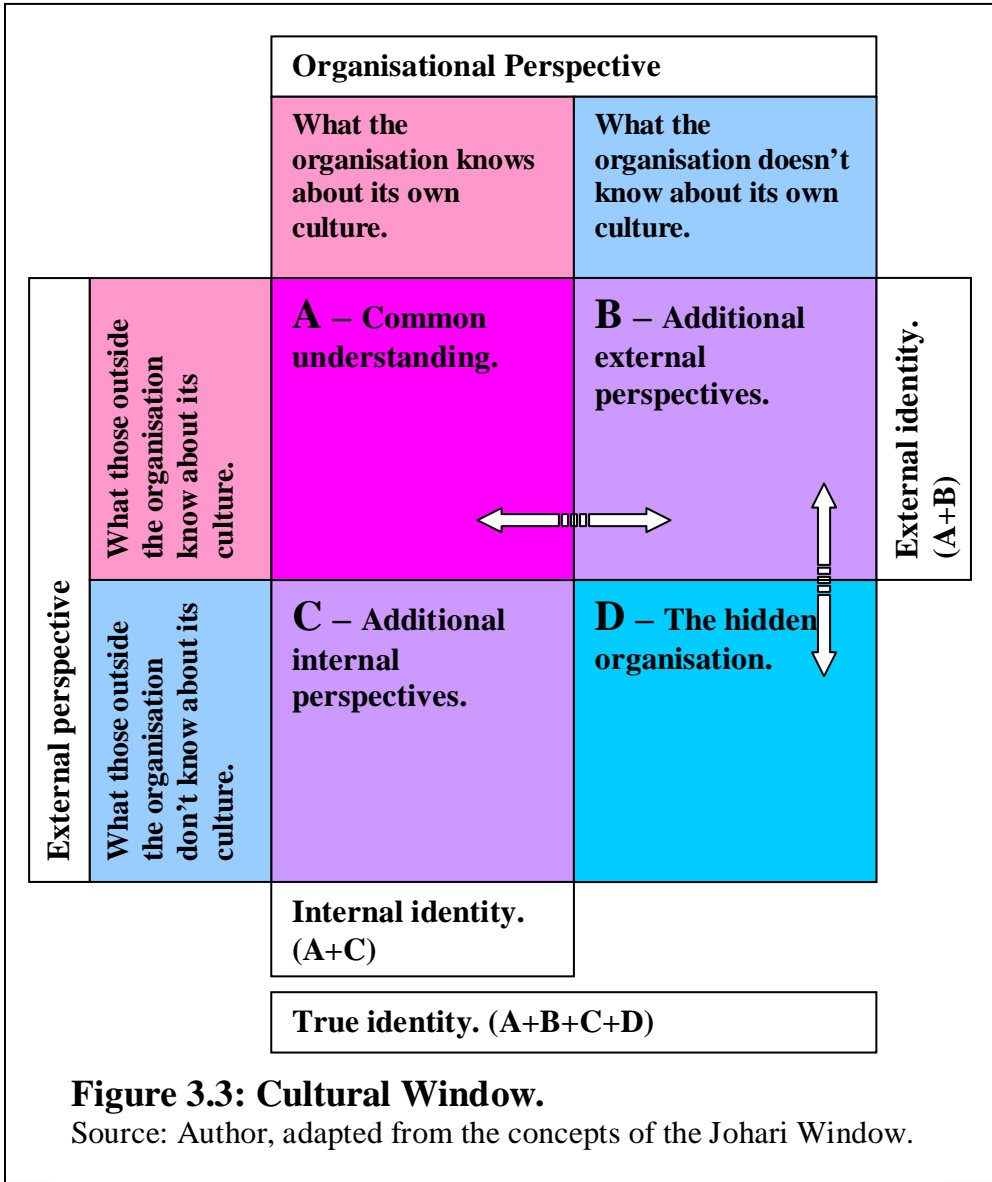 Organisational Perspective
What the
organisation knows
about its own
culture.
What the
organisation doesn’t
know about its own
culture.
External perspective
What those outside
the organisation
know about its
culture.
A – Common
understanding.
B – Additional
external
perspectives.
External identity.
(A+B)
What those outside
the organisation
don’t know about its
culture.
C – Additional
internal
perspectives.
D – The hidden
organisation.
Internal identity.
(A+C)
True identity. (A+B+C+D)
Figure 3.3: Cultural Window.
Source: Author, adapted from the concepts of the Johari Window.